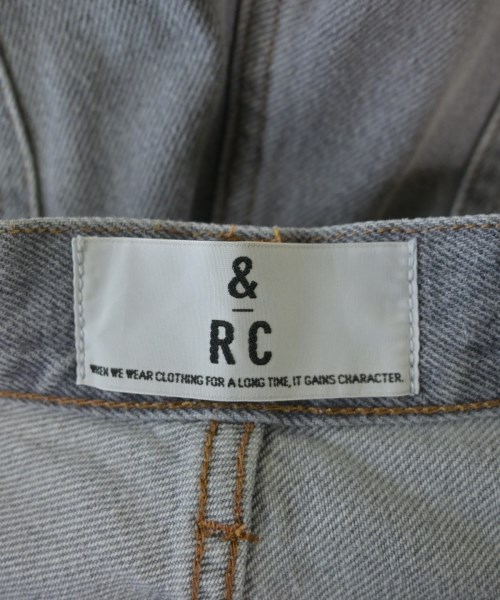 &
RC
WHEN WE WEAR CLOTHING FOR A LONG TIME, IT GAINS CHARACTER.